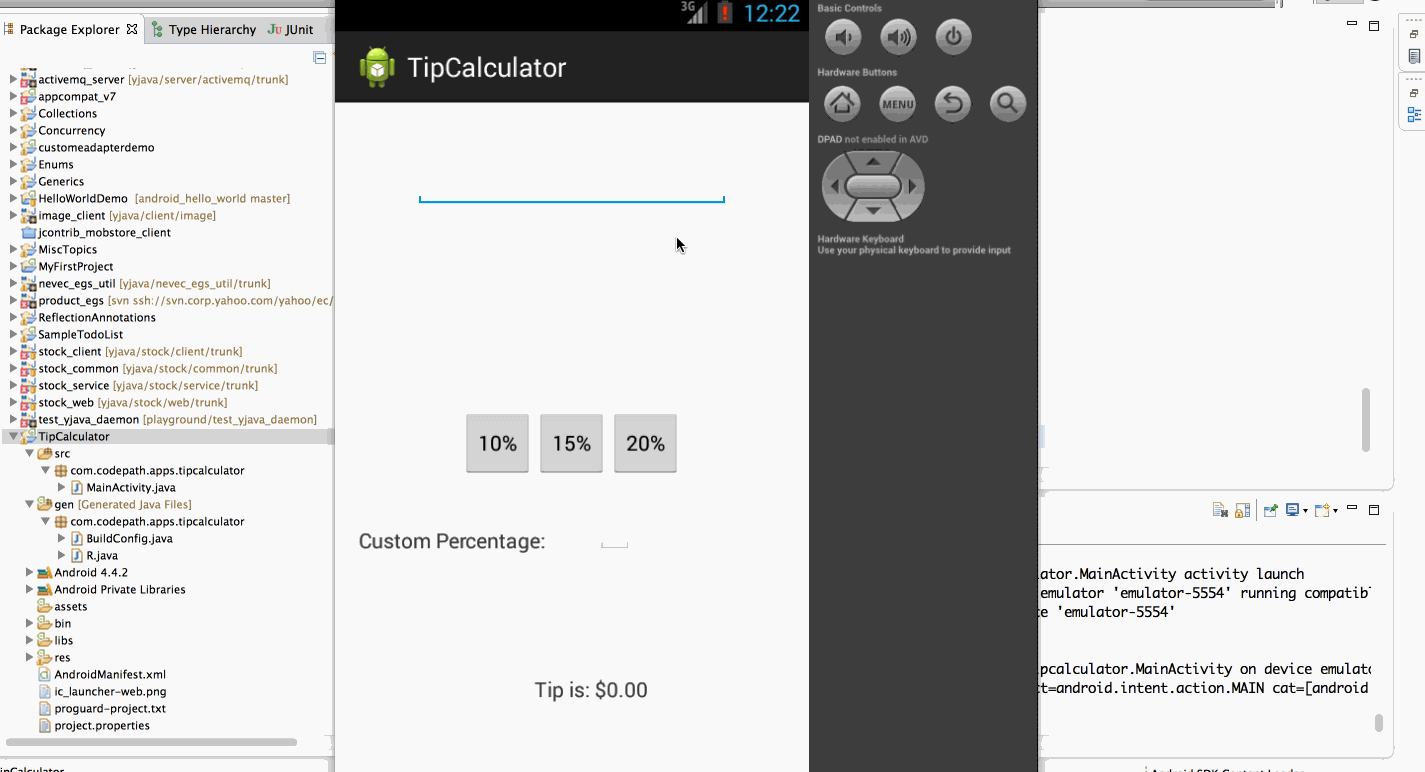 Package Explorer
Type Hierarchy
JUnit
activemq_server [yjava/server/activemq/trunk]
appcompat_v7
Collections
Concurrency
customeadapterdemo
Enums
Generics
HelloWorldDemo [android_hello_world master]
image_client [yjava/client/image]
jcontrib_mobstore_client
MiscTopics
MyFirstProject
nevec_egs_util [yjava/nevec_egs_util/trunk]
product_egs [svn ssh://svn.corp.yahoo.com/yahoo/ec/
ReflectionAnnotations
SampleTodoList
stock_client [yjava/stock/client/trunk]
stock_common [yjava/stock/common/trunk]
stock_service [yjava/stock/service/trunk]
stock_web [yjava/stock/web/trunk]
test_yjava_daemon [playground/test_yjava_daemon]
TipCalculator
src
com.codepath.apps.tipcalculator
MainActivity.java
gen [Generated Java Files]
com.codepath.apps.tipcalculator
BuildConfig.java
R.java
Android 4.4.2
Android Private Libraries
assets
bin
libs
res
AndroidManifest.xml
ic_launcher-web.png
proguard-project.txt
project.properties
3G
12:22
TipCalculator
10%
15%
20%
Custom Percentage:
Tip is: $0.00
Basic Controls
Hardware Buttons
MENU
DPAD not enabled in AVD
Hardware Keyboard
Use your physical keyboard to provide input
ator.MainActivity activity launch
emulator 'emulator-5554' running compatib
ce 'emulator-5554'
pcalculator.MainActivity on device emulato
ct=android.intent.action.MAIN cat=[android